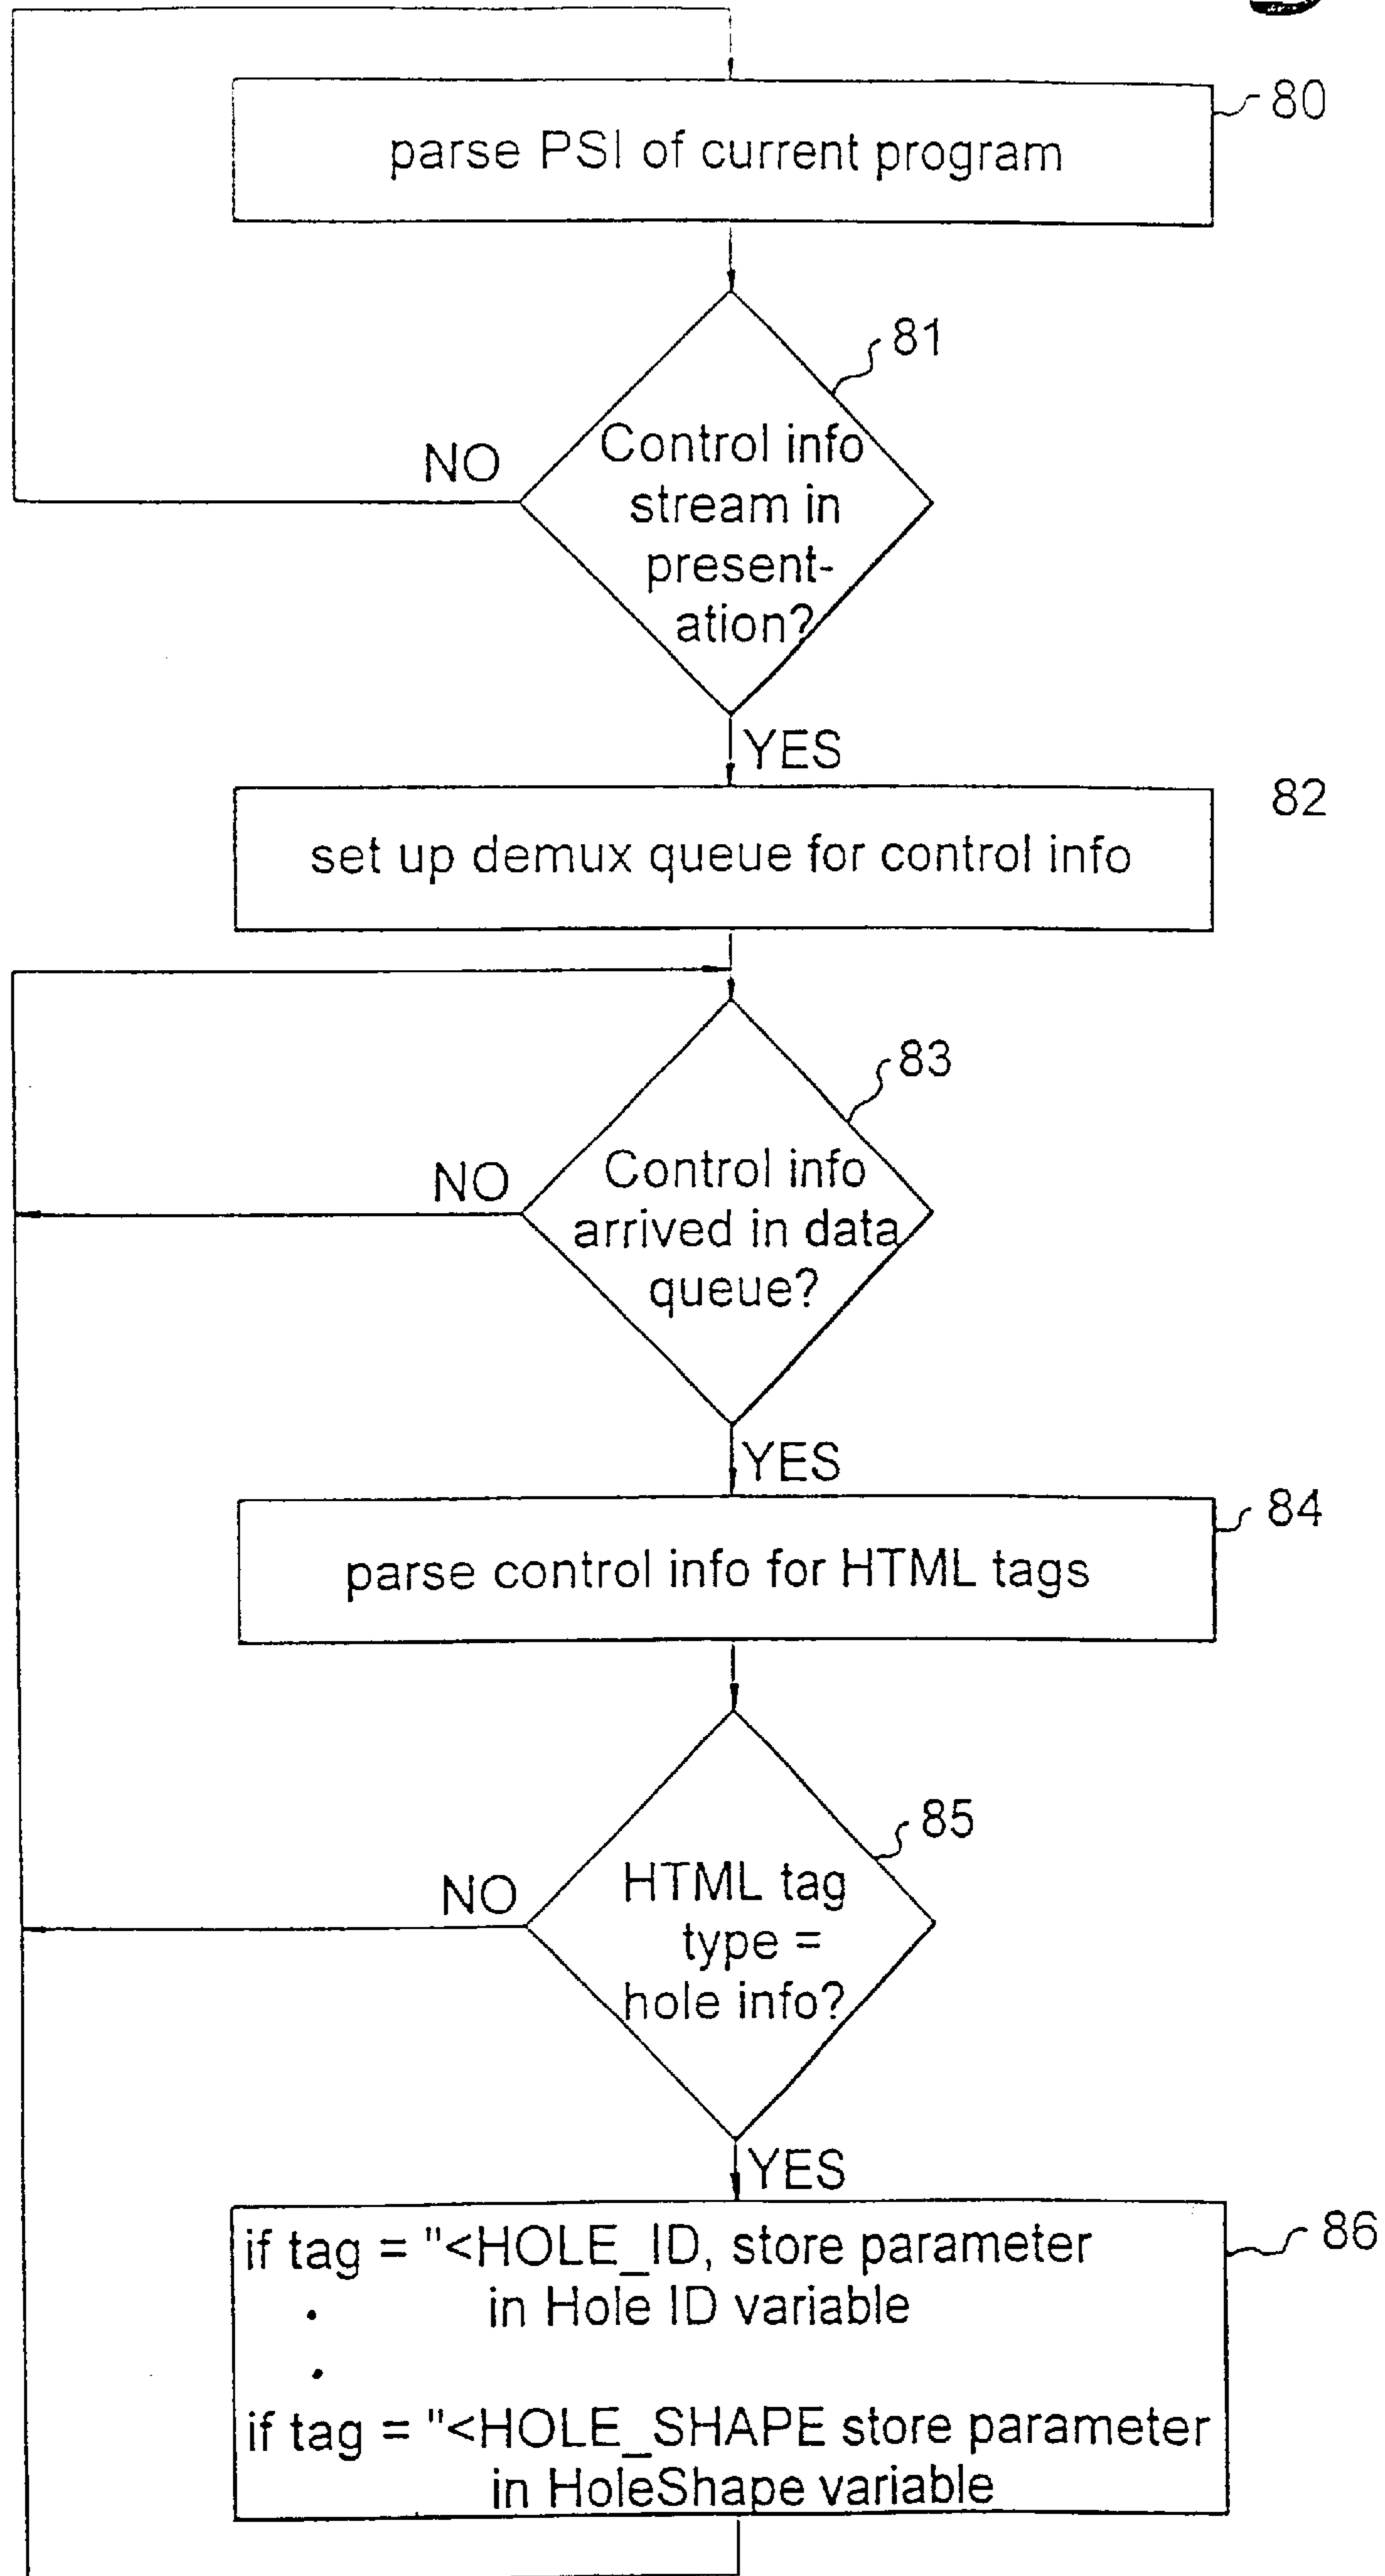 80
parse PSI of current program
81
Control info
stream in
present-
ation?
NO
YES
82
set up demux queue for control info
83
Control info
arrived in data
queue?
NO
YES
84
parse control info for HTML tags
85
HTML tag
type =
hole info?
NO
YES
86
if tag = "<HOLE_ID, store parameter
in Hole ID variable
.
.
if tag = "<HOLE_SHAPE store parameter
in HoleShape variable